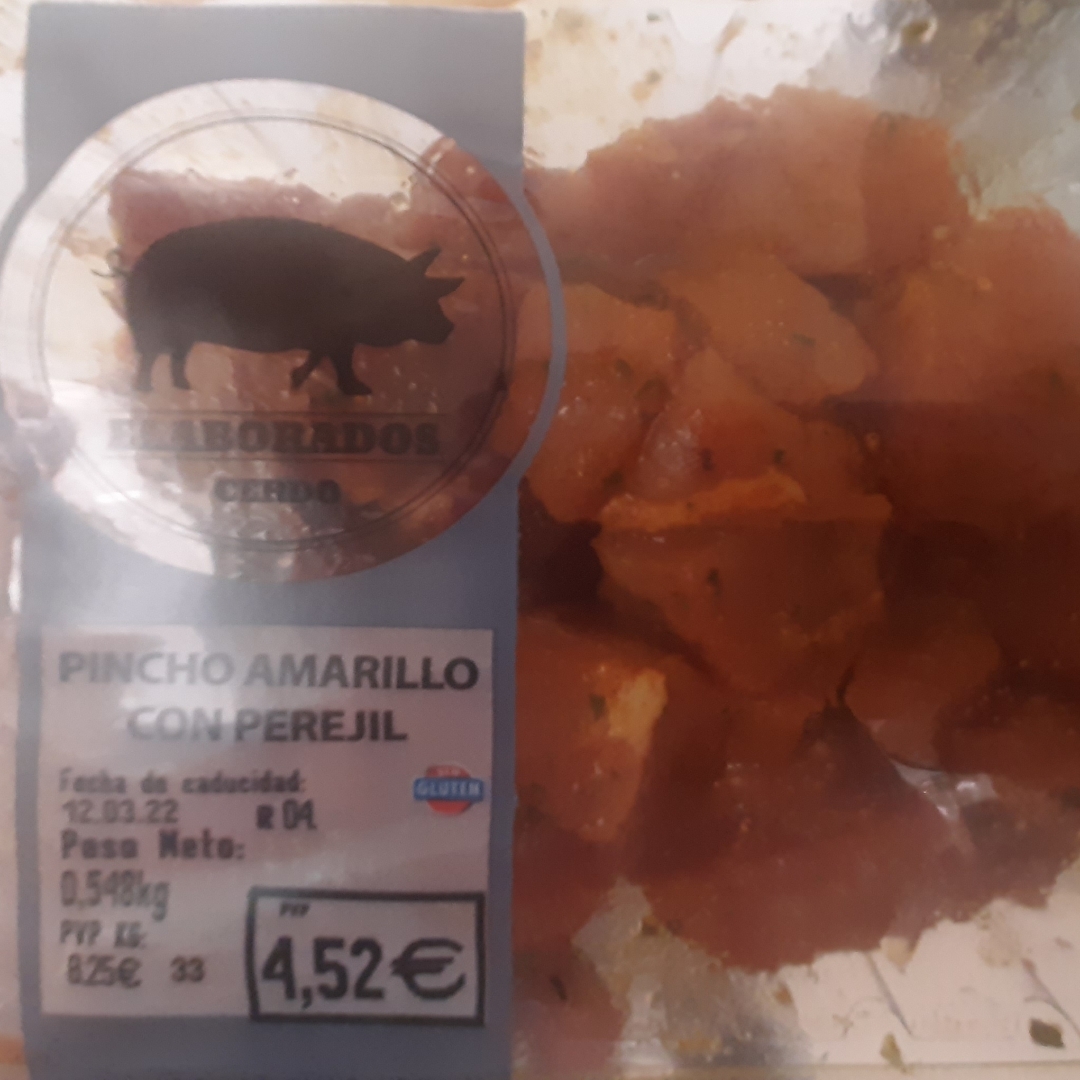 ELABORADOS
CERDO
PINCHO AMARILLO
CON PEREJIL
Fecha de caducidad:
12.03.22 R 04
SIN
GLUTEN
Peso Neto:
0,548kg
PVP KG:
8.25€ 33
PVP
4,52€